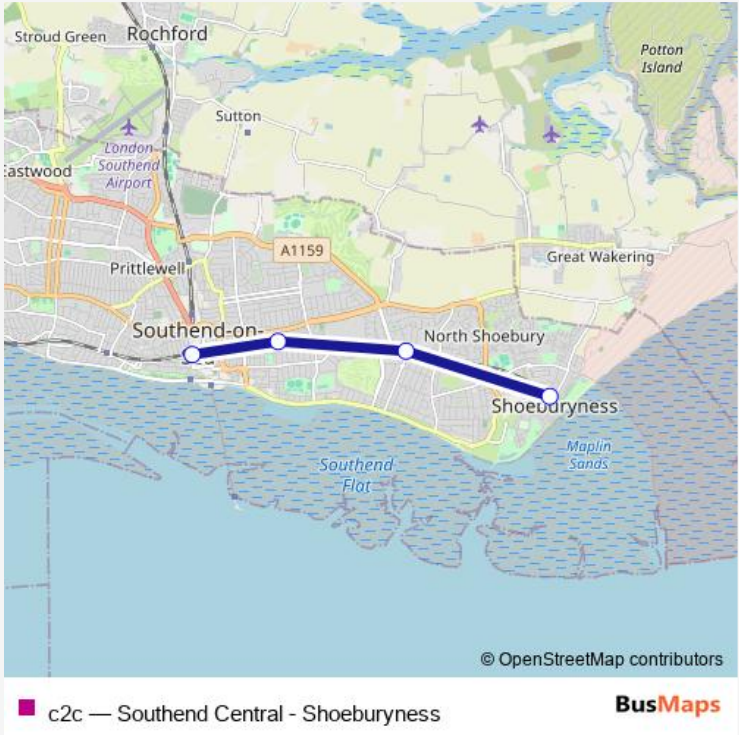 Stroud Green
Rochford
Potton
Island
Sutton
London
Southend
Airport
Eastwood
A1159
Great Wakering
Prittlewell
Southend-on-
North Shoebury
Shoeburyness
Maplin
Sands
Southend
Flat
© OpenStreetMap contributors
c2c — Southend Central - Shoeburyness
BusMaps